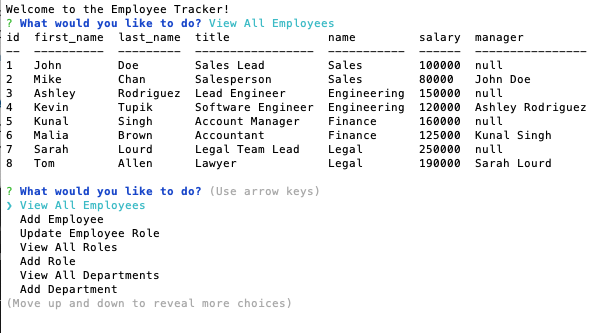 Welcome to the Employee Tracker!
? What would you like to do? View All Employees
id  first_name  last_name  title              name         salary  manager
--  ----------  ---------  -----------------  -----------  ------  ----------------
1   John        Doe        Sales Lead         Sales        100000  null
2   Mike        Chan       Salesperson        Sales        80000   John Doe
3   Ashley      Rodriguez  Lead Engineer      Engineering  150000  null
4   Kevin       Tupik      Software Engineer  Engineering  120000  Ashley Rodriguez
5   Kunal       Singh      Account Manager    Finance      160000  null
6   Malia       Brown      Accountant         Finance      125000  Kunal Singh
7   Sarah       Lourd      Legal Team Lead    Legal        250000  null
8   Tom         Allen      Lawyer             Legal        190000  Sarah Lourd
? What would you like to do? (Use arrow keys)
❯ View All Employees
  Add Employee
  Update Employee Role
  View All Roles
  Add Role
  View All Departments
  Add Department
(Move up and down to reveal more choices)